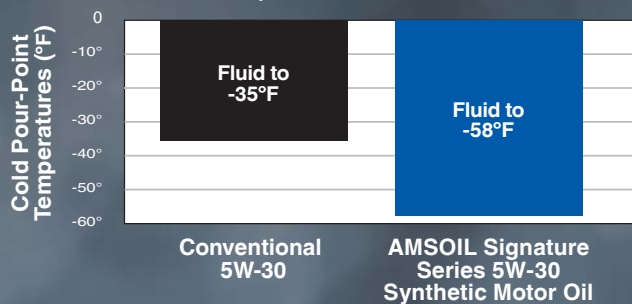 Cold Pour-Point
Temperatures (°F)
0
-10°
-20°
-30°
-40°
-50°
-60°
Fluid to
-35°F
Fluid to
-58°F
Conventional
5W-30
AMSOIL Signature
Series 5W-30
Synthetic Motor Oil